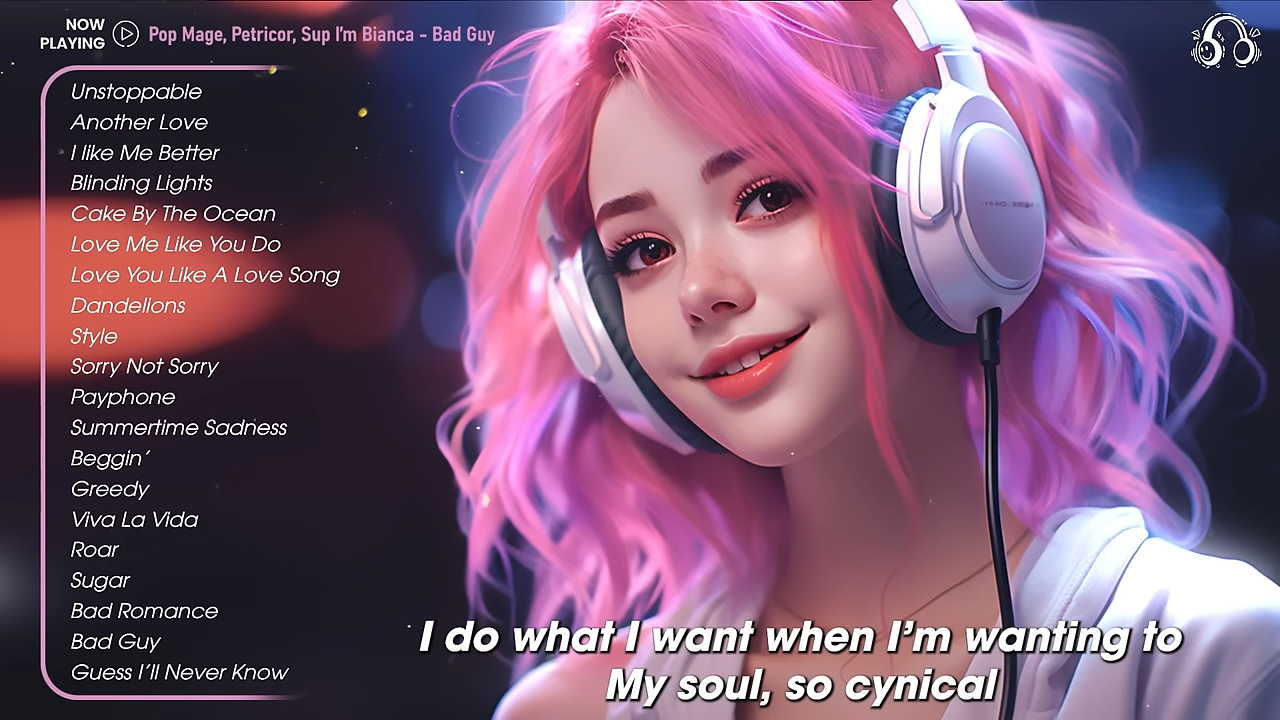 NOW
PLAYING
Pop Mage, Petricor, Sup I'm Bianca - Bad Guy
Unstoppable
Another Love
I like Me Better
Blinding Lights
Cake By The Ocean
Love Me Like You Do
Love You Like A Love Song
Dandelions
Style
Sorry Not Sorry
Payphone
Summertime Sadness
Beggin'
Greedy
Viva La Vida
Roar
Sugar
Bad Romance
Bad Guy
Guess I'll Never Know
I do what I want when I'm wanting to
My soul, so cynical